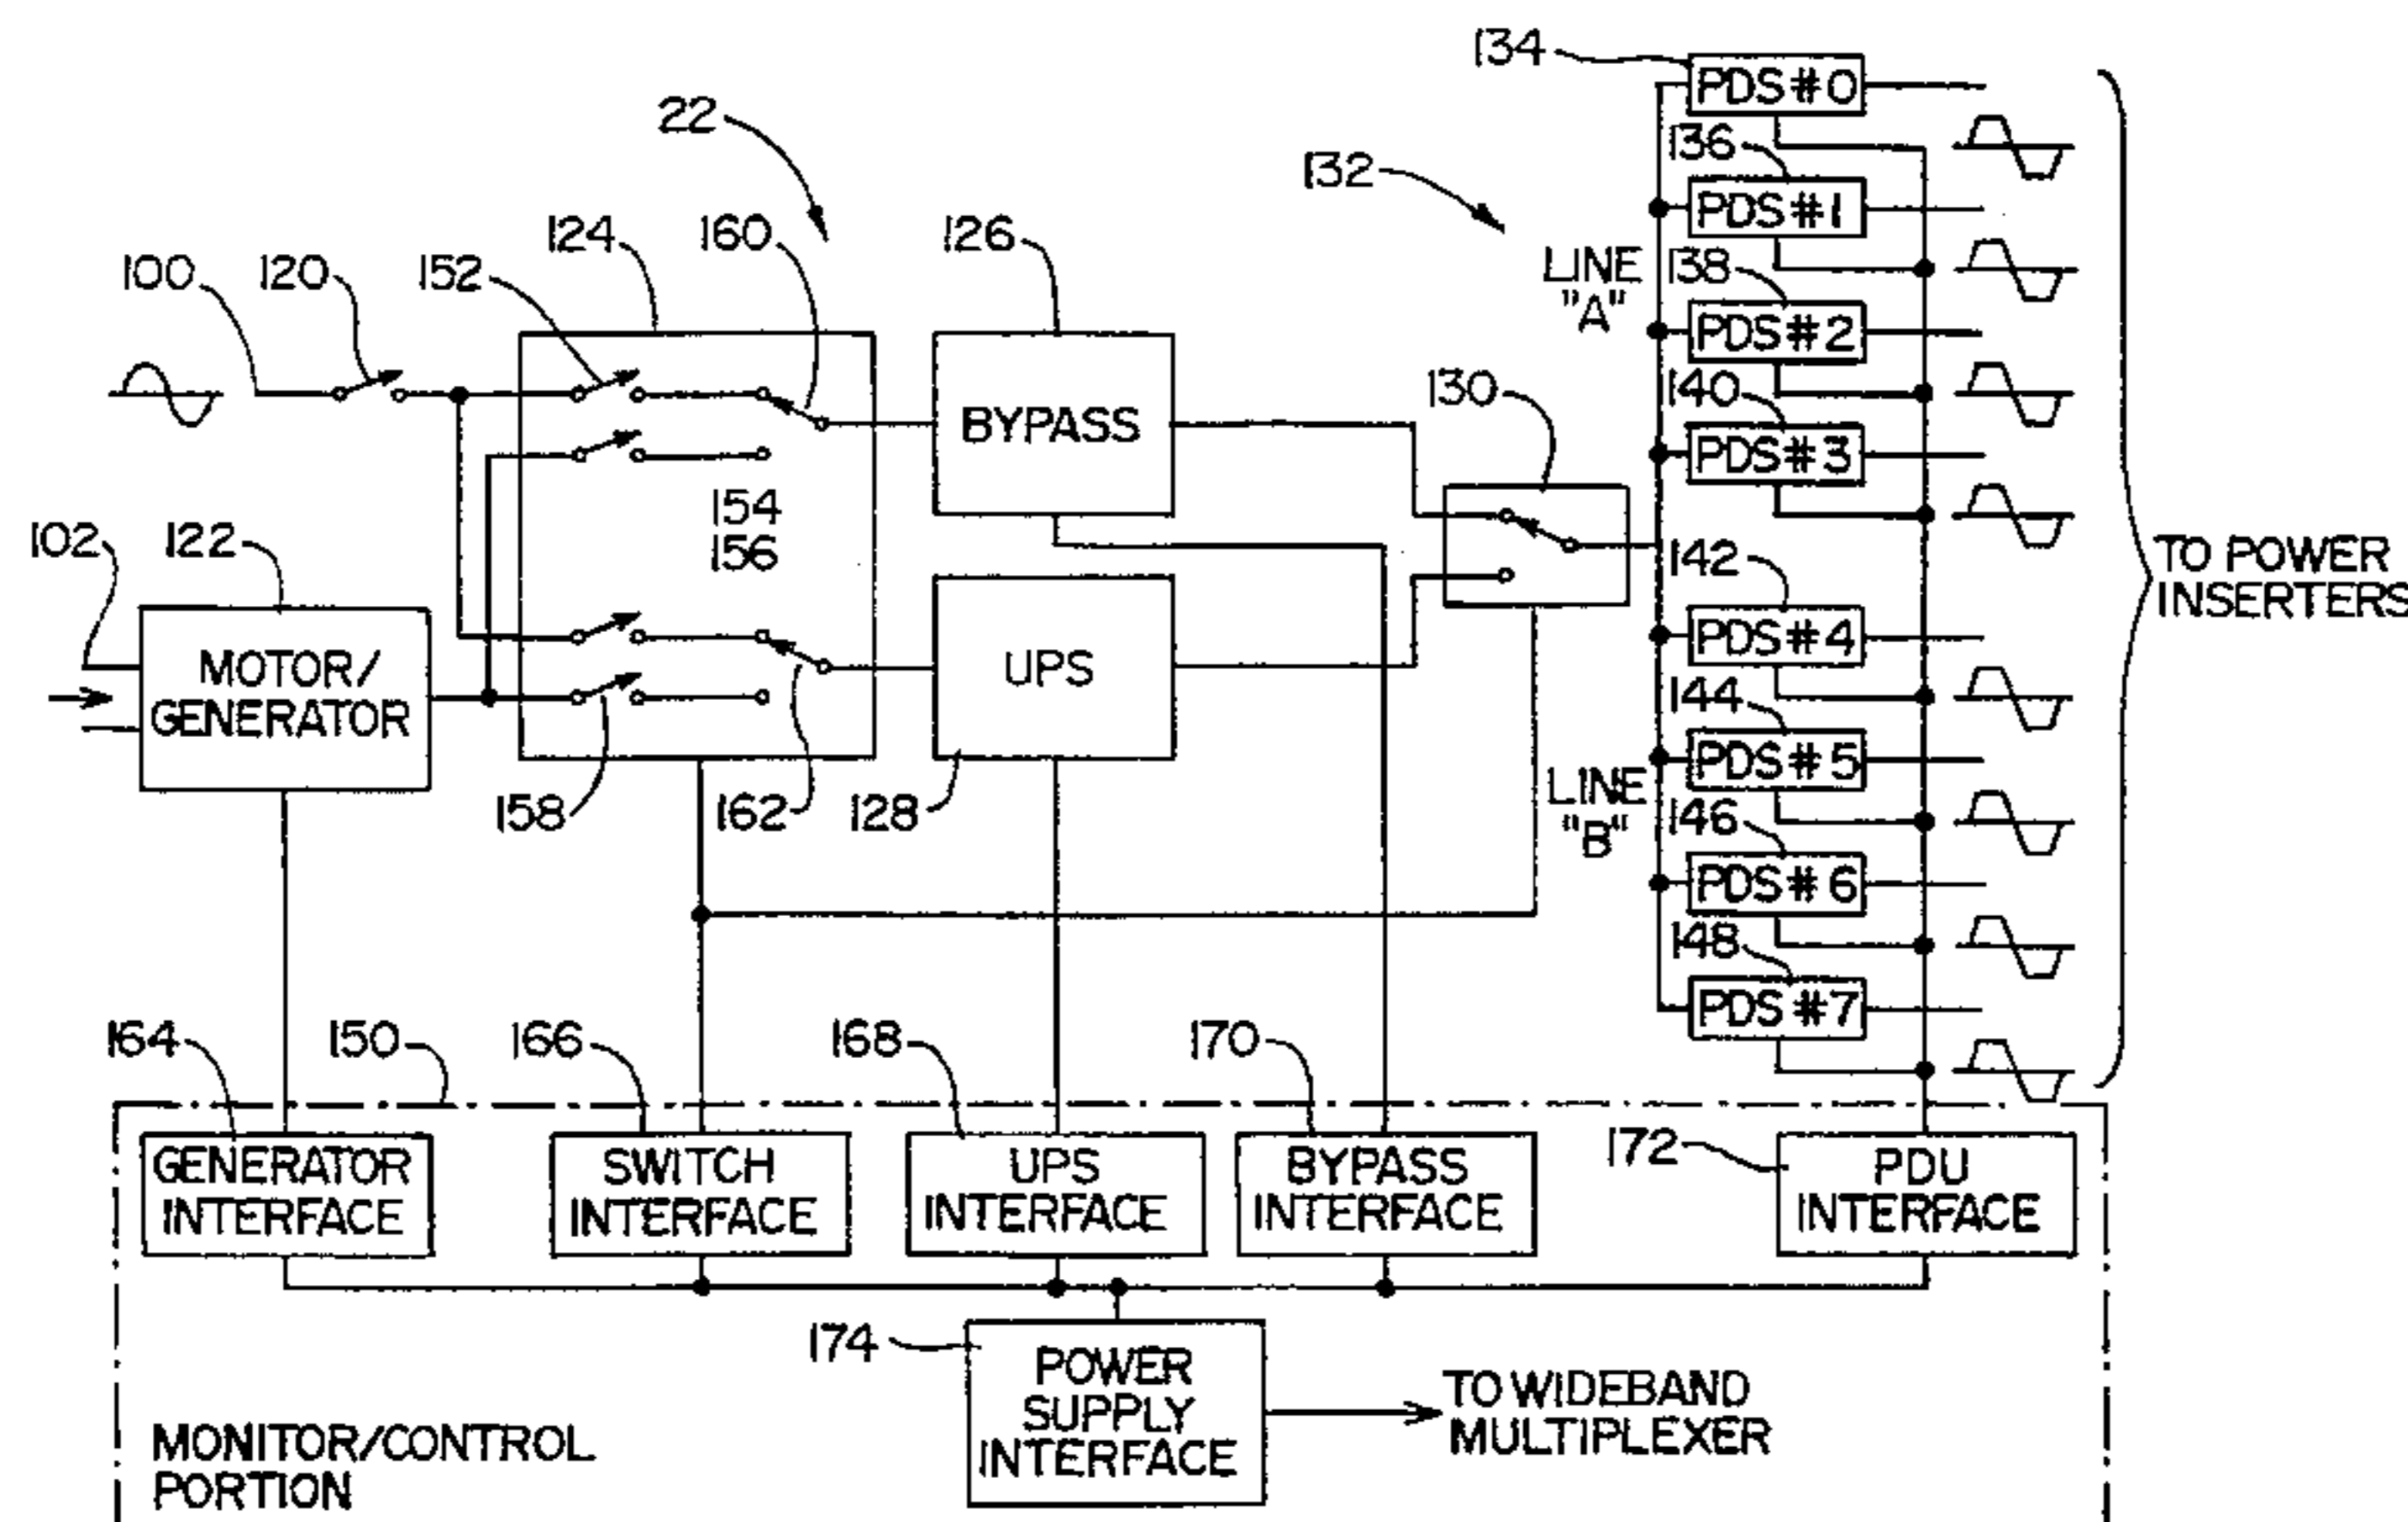 134
PDS #0
22
136
132
PDS #1
124
160
126
LINE "A"
138
100
120
152
PDS #2
140
130
BYPASS
PDS #3
154
156
102
122
142
TO POWER
INSERTERS
MOTOR/
GENERATOR
UPS
PDS #4
144
PDS #5
158
162
128
LINE "B"
146
PDS #6
148
PDS #7
164
150
166
168
170
172
GENERATOR
INTERFACE
SWITCH
INTERFACE
UPS
INTERFACE
BYPASS
INTERFACE
PDU
INTERFACE
174
POWER
SUPPLY
INTERFACE
TO WIDEBAND
MULTIPLEXER
MONITOR/CONTROL
PORTION